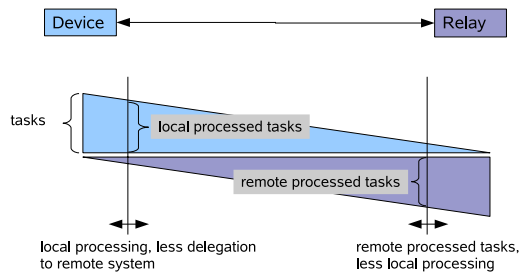 Device
Relay
tasks
local processed tasks
remote processed tasks
local processing, less delegation
to remote system
remote processed tasks,
less local processing